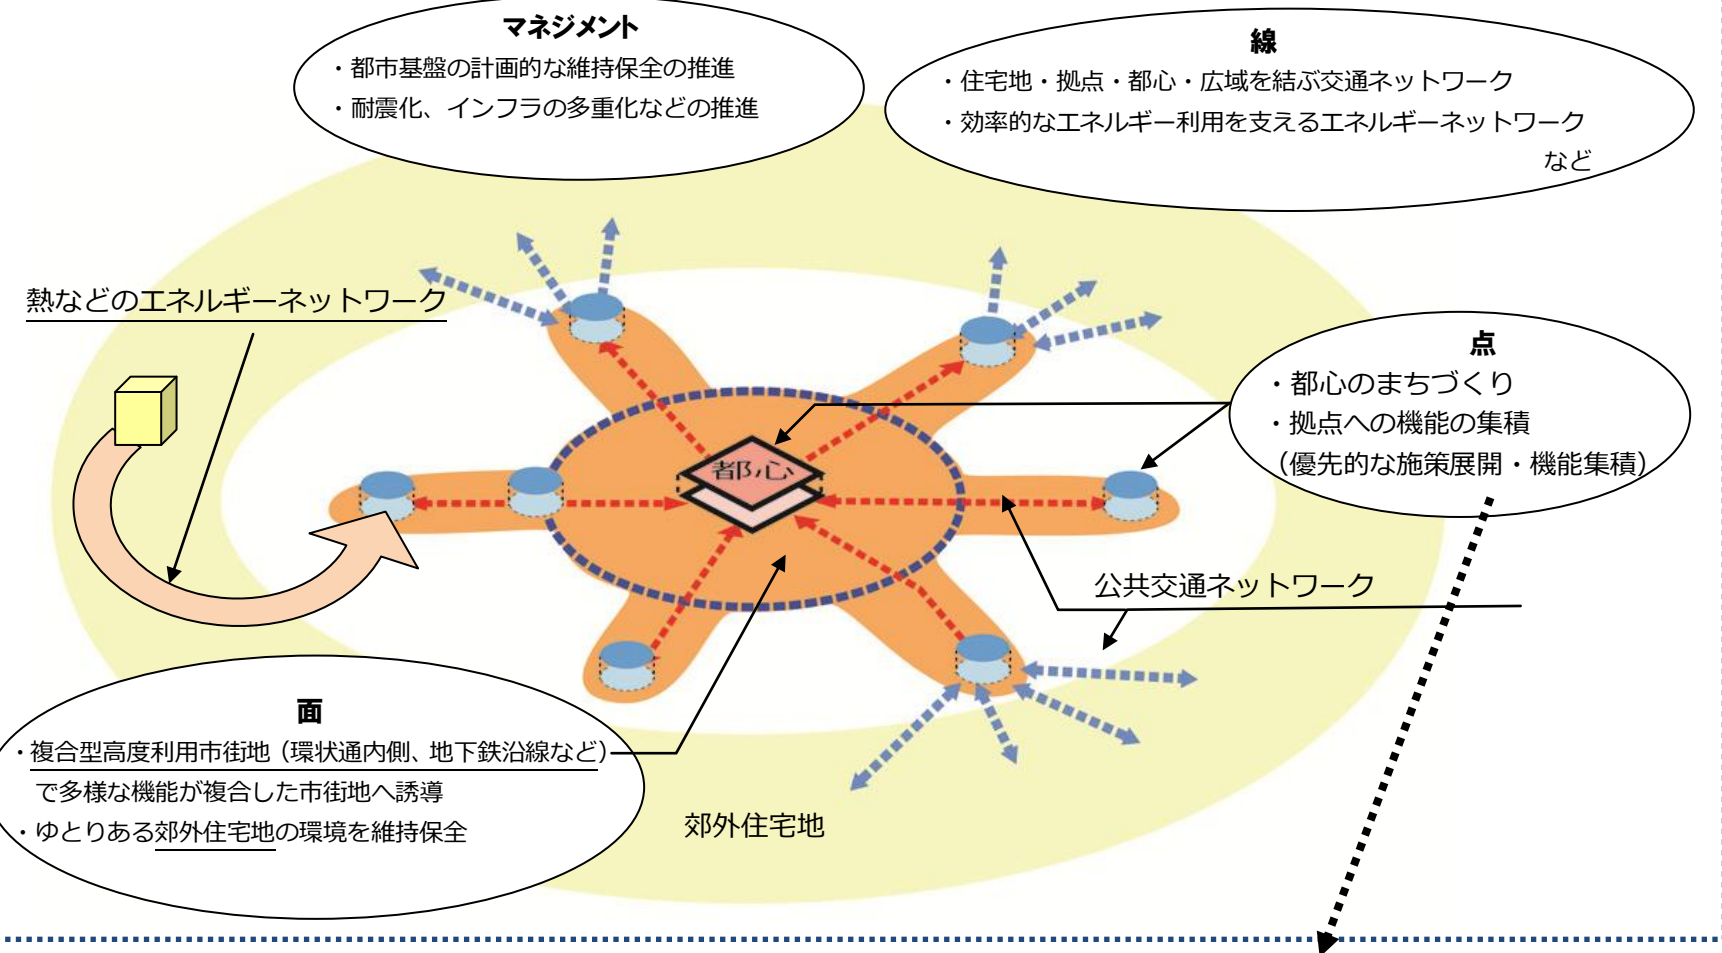 マネジメント
・都市基盤の計画的な維持保全の推進
・耐震化、インフラの多重化などの推進
線
・住宅地・拠点・都心・広域を結ぶ交通ネットワーク
・効率的なエネルギー利用を支えるエネルギーネットワーク
など
熱などのエネルギーネットワーク
点
・都心のまちづくり
・拠点への機能の集積
（優先的な施策展開・機能集積）
都心
公共交通ネットワーク
面
・複合型高度利用市街地（環状通内側、地下鉄沿線など）
で多様な機能が複合した市街地へ誘導
・ゆとりある郊外住宅地の環境を維持保全
郊外住宅地